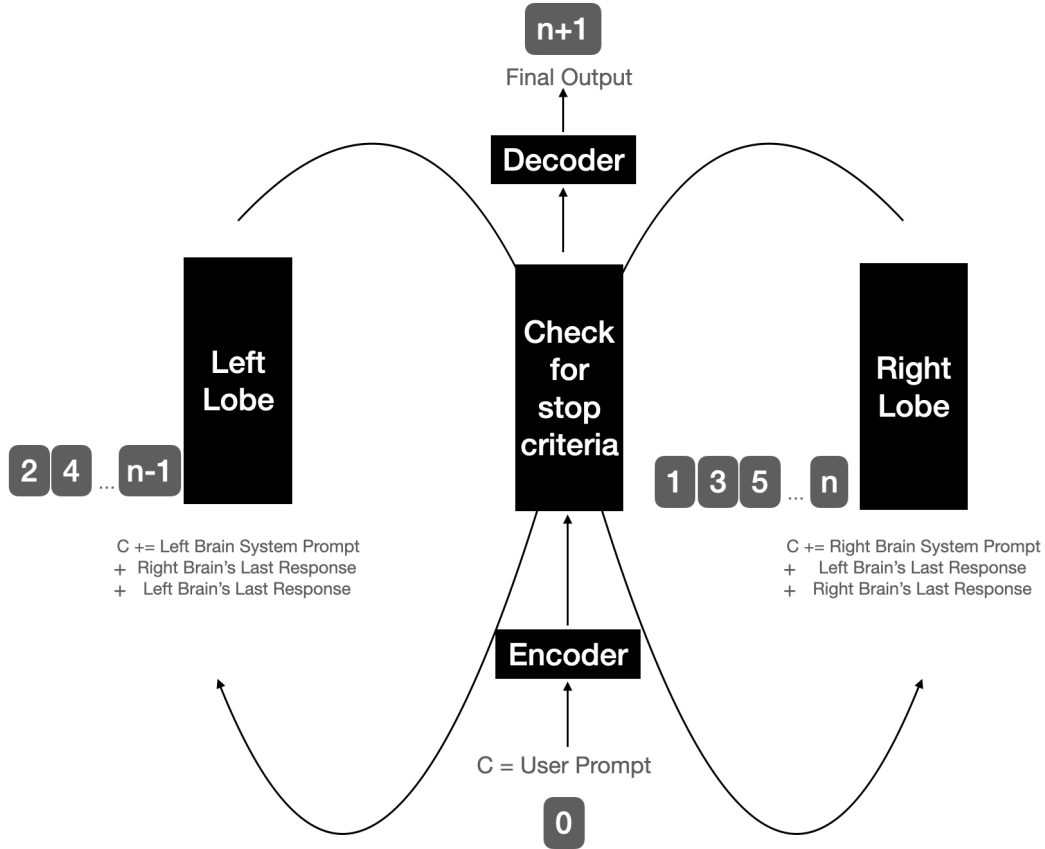 n+1
Final Output
Decoder
Check
for
stop
criteria
Left
Lobe
Right
Lobe
2 4 ... n-1
1 3 5 ... n
C += Left Brain System Prompt
+ Right Brain's Last Response
+ Left Brain's Last Response
C += Right Brain System Prompt
+ Left Brain's Last Response
+ Right Brain's Last Response
Encoder
C = User Prompt
0